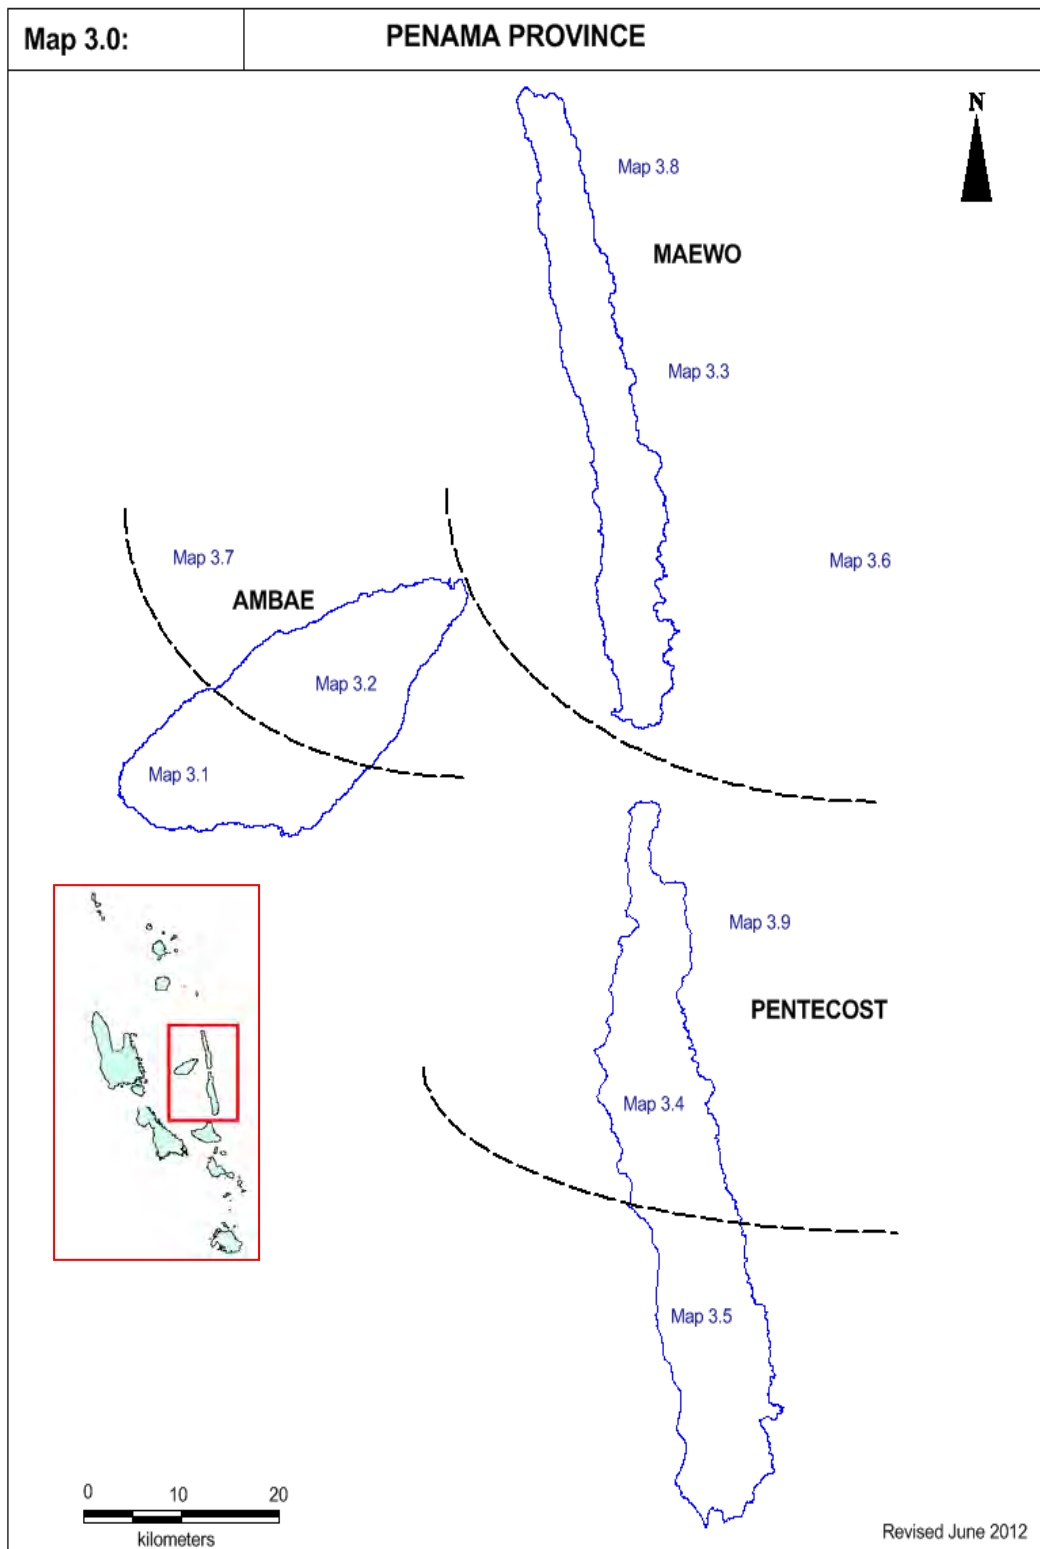 Map 3.0:
PENAMA PROVINCE
N
Map 3.8
MAEWO
Map 3.3
Map 3.7
Map 3.6
AMBAE
Map 3.2
Map 3.1
Map 3.9
PENTECOST
Map 3.4
Map 3.5
0 10 20
kilometers
Revised June 2012